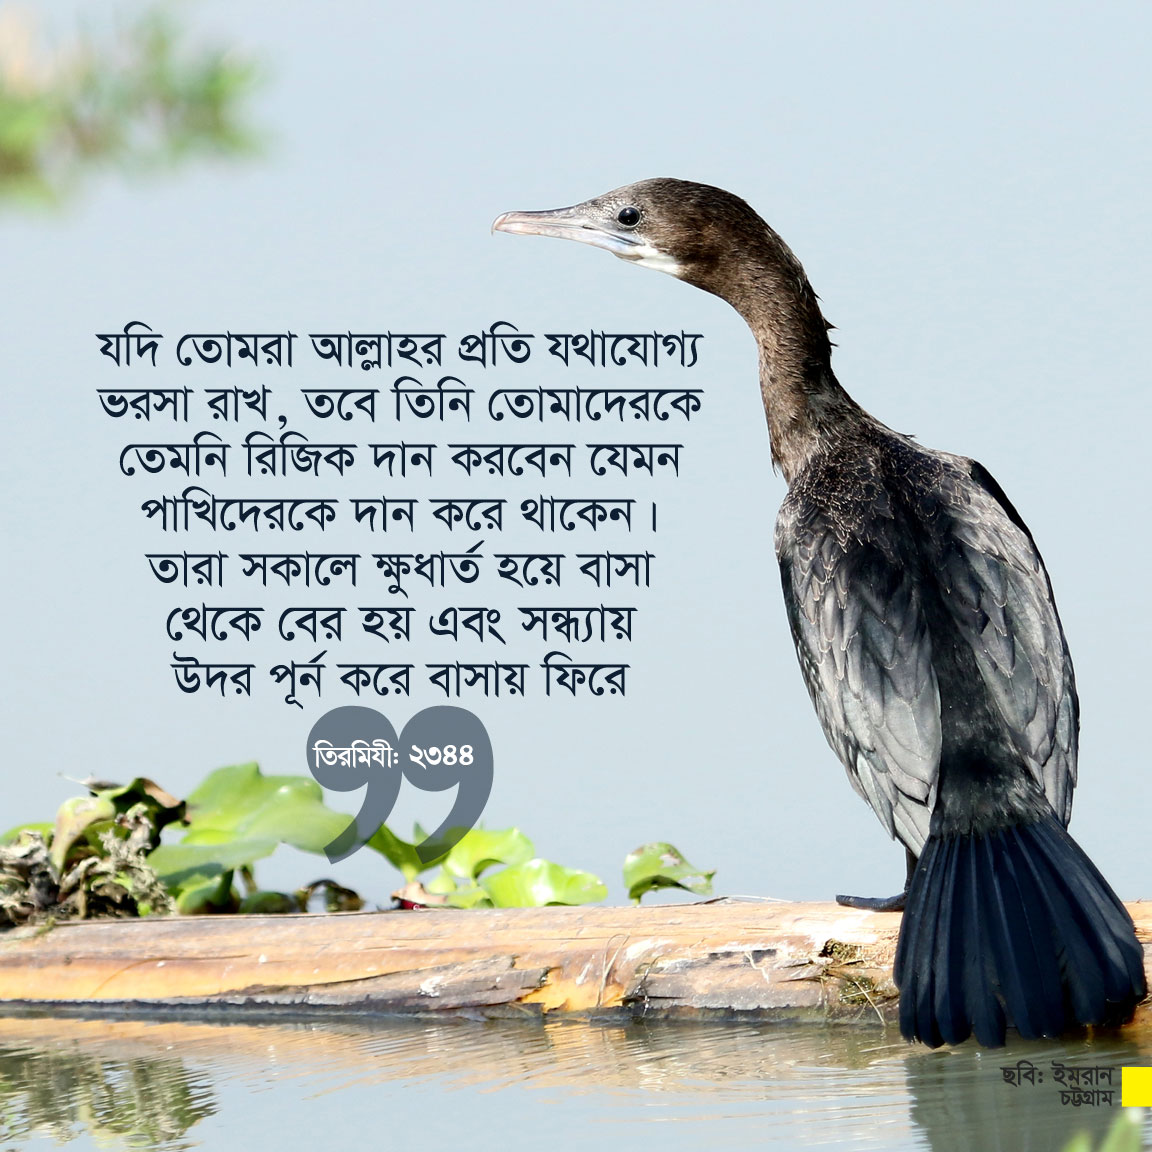 যদি তোমরা আল্লাহর প্রতি যথাযোগ্য
ভরসা রাখ, তবে তিনি তোমাদেরকে
তেমনি রিজিক দান করবেন যেমন
পাখিদেরকে দান করে থাকেন।
তারা সকালে ক্ষুধার্ত হয়ে বাসা
থেকে বের হয় এবং সন্ধ্যায়
উদর পূর্ন করে বাসায় ফিরে
তিরমিযী: ২৩৪৪
ছবি: ইমরান
চট্টগ্রাম